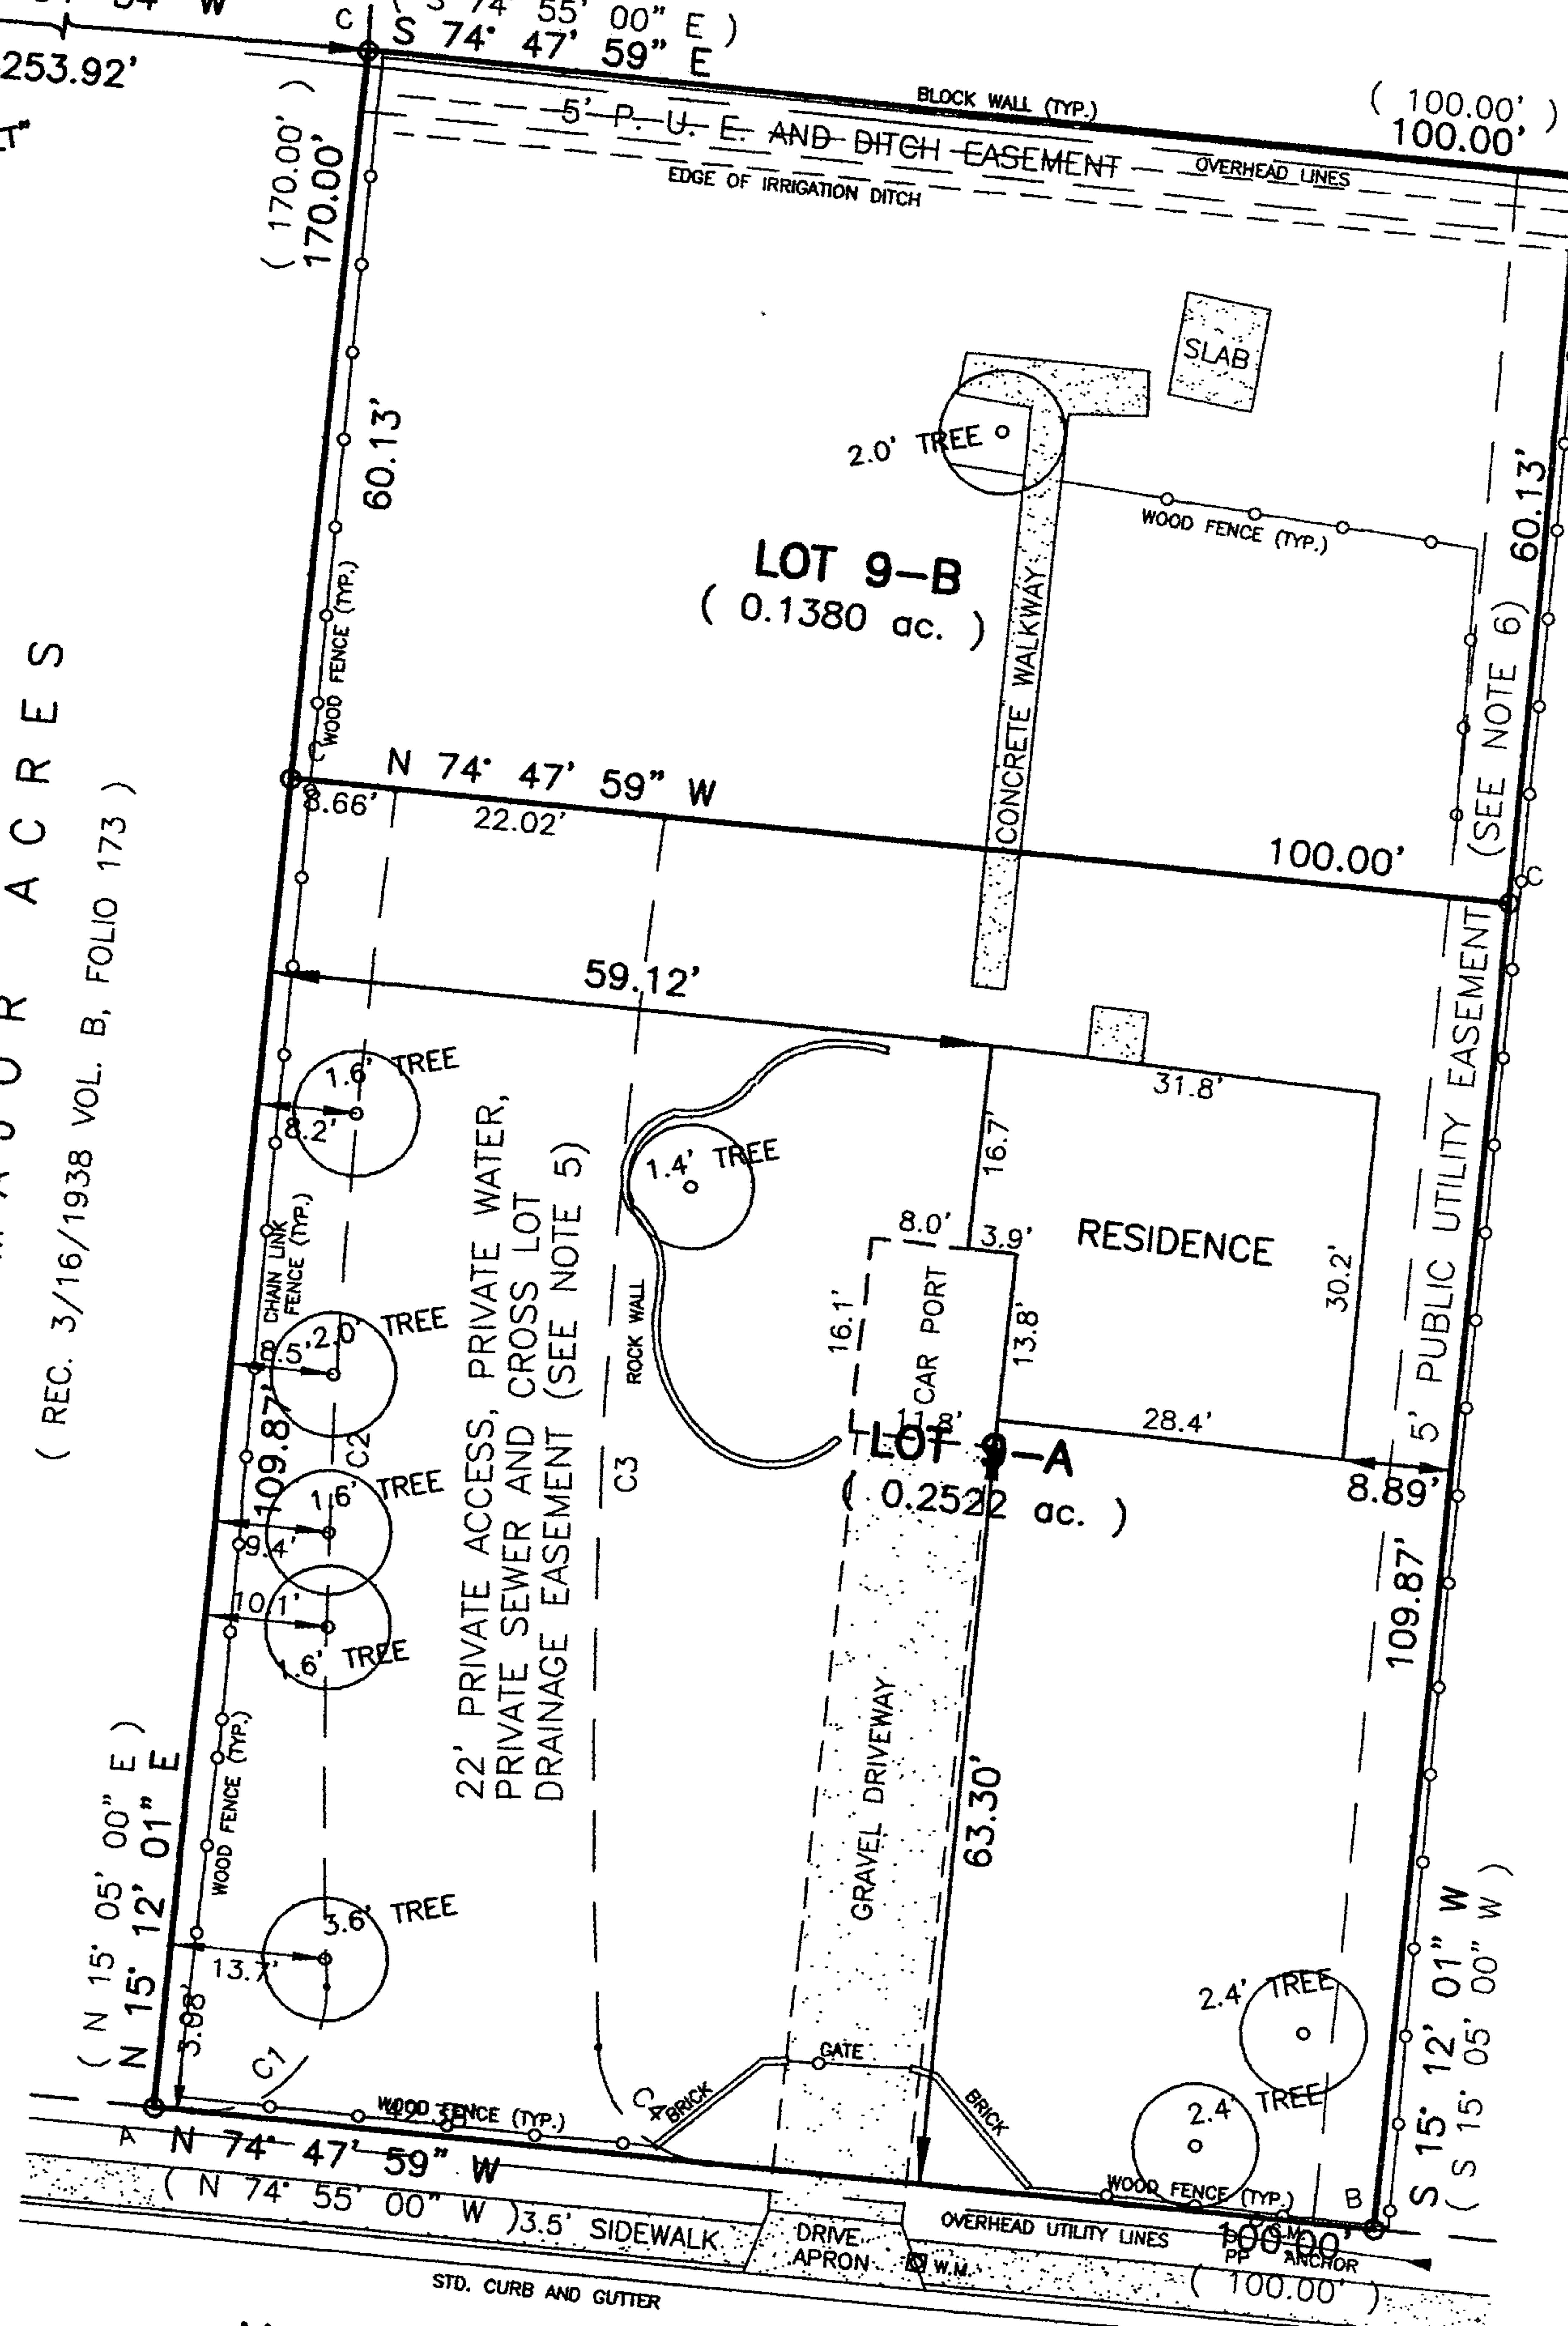 W
C
( S 74° 55' 00" E )
S 74° 47' 59" E
253.92'
( 170.00' )
170.00'
BLOCK WALL (TYP.)
( 100.00' )
100.00'
5' P. U. E. AND DITCH EASEMENT
OVERHEAD LINES
EDGE OF IRRIGATION DITCH
SLAB
2.0' TREE
60.13'
WOOD FENCE (TYP.)
60.13'
LOT 9-B
( 0.1380 ac. )
CONCRETE WALKWAY
WOOD FENCE (TYP.)
(SEE NOTE 6)
ACRES
( REC. 3/16/1938 VOL. B, FOLIO 173 )
C
N 74° 47' 59" W
8.66'
22.02'
100.00'
C
59.12'
31.8'
1.6' TREE
8.2'
1.4' TREE
16.7'
8.0'
3.9'
RESIDENCE
30.2'
5' PUBLIC UTILITY EASEMENT
22' PRIVATE ACCESS, PRIVATE WATER,
PRIVATE SEWER AND CROSS LOT
DRAINAGE EASEMENT (SEE NOTE 5)
CHAIN LINK
FENCE (TYP.)
ROCK WALL
16.1'
CAR PORT
13.8'
2.0' TREE
8.5'
11.8'
28.4'
LOT 9-A
( 0.2522 ac. )
8.89'
109.87'
C2
C3
1.6' TREE
9.4'
10.1'
1.6' TREE
109.87'
WOOD FENCE (TYP.)
GRAVEL DRIVEWAY
63.30'
( N 15° 05' 00" E )
N 15° 12' 01" E
3.6' TREE
13.7'
3.98'
2.4' TREE
S 15° 12' 01" W
( S 15° 05' 00" W )
C1
GATE
C4
BRICK
BRICK
2.4' TREE
WOOD FENCE (TYP.)
A
N 74° 47' 59" W
( N 74° 55' 00" W )
WOOD FENCE (TYP.)
B
3.5' SIDEWALK
DRIVE
APRON
OVERHEAD UTILITY LINES
100.00'
PP
ANCHOR
W.M.
( 100.00' )
STD. CURB AND GUTTER